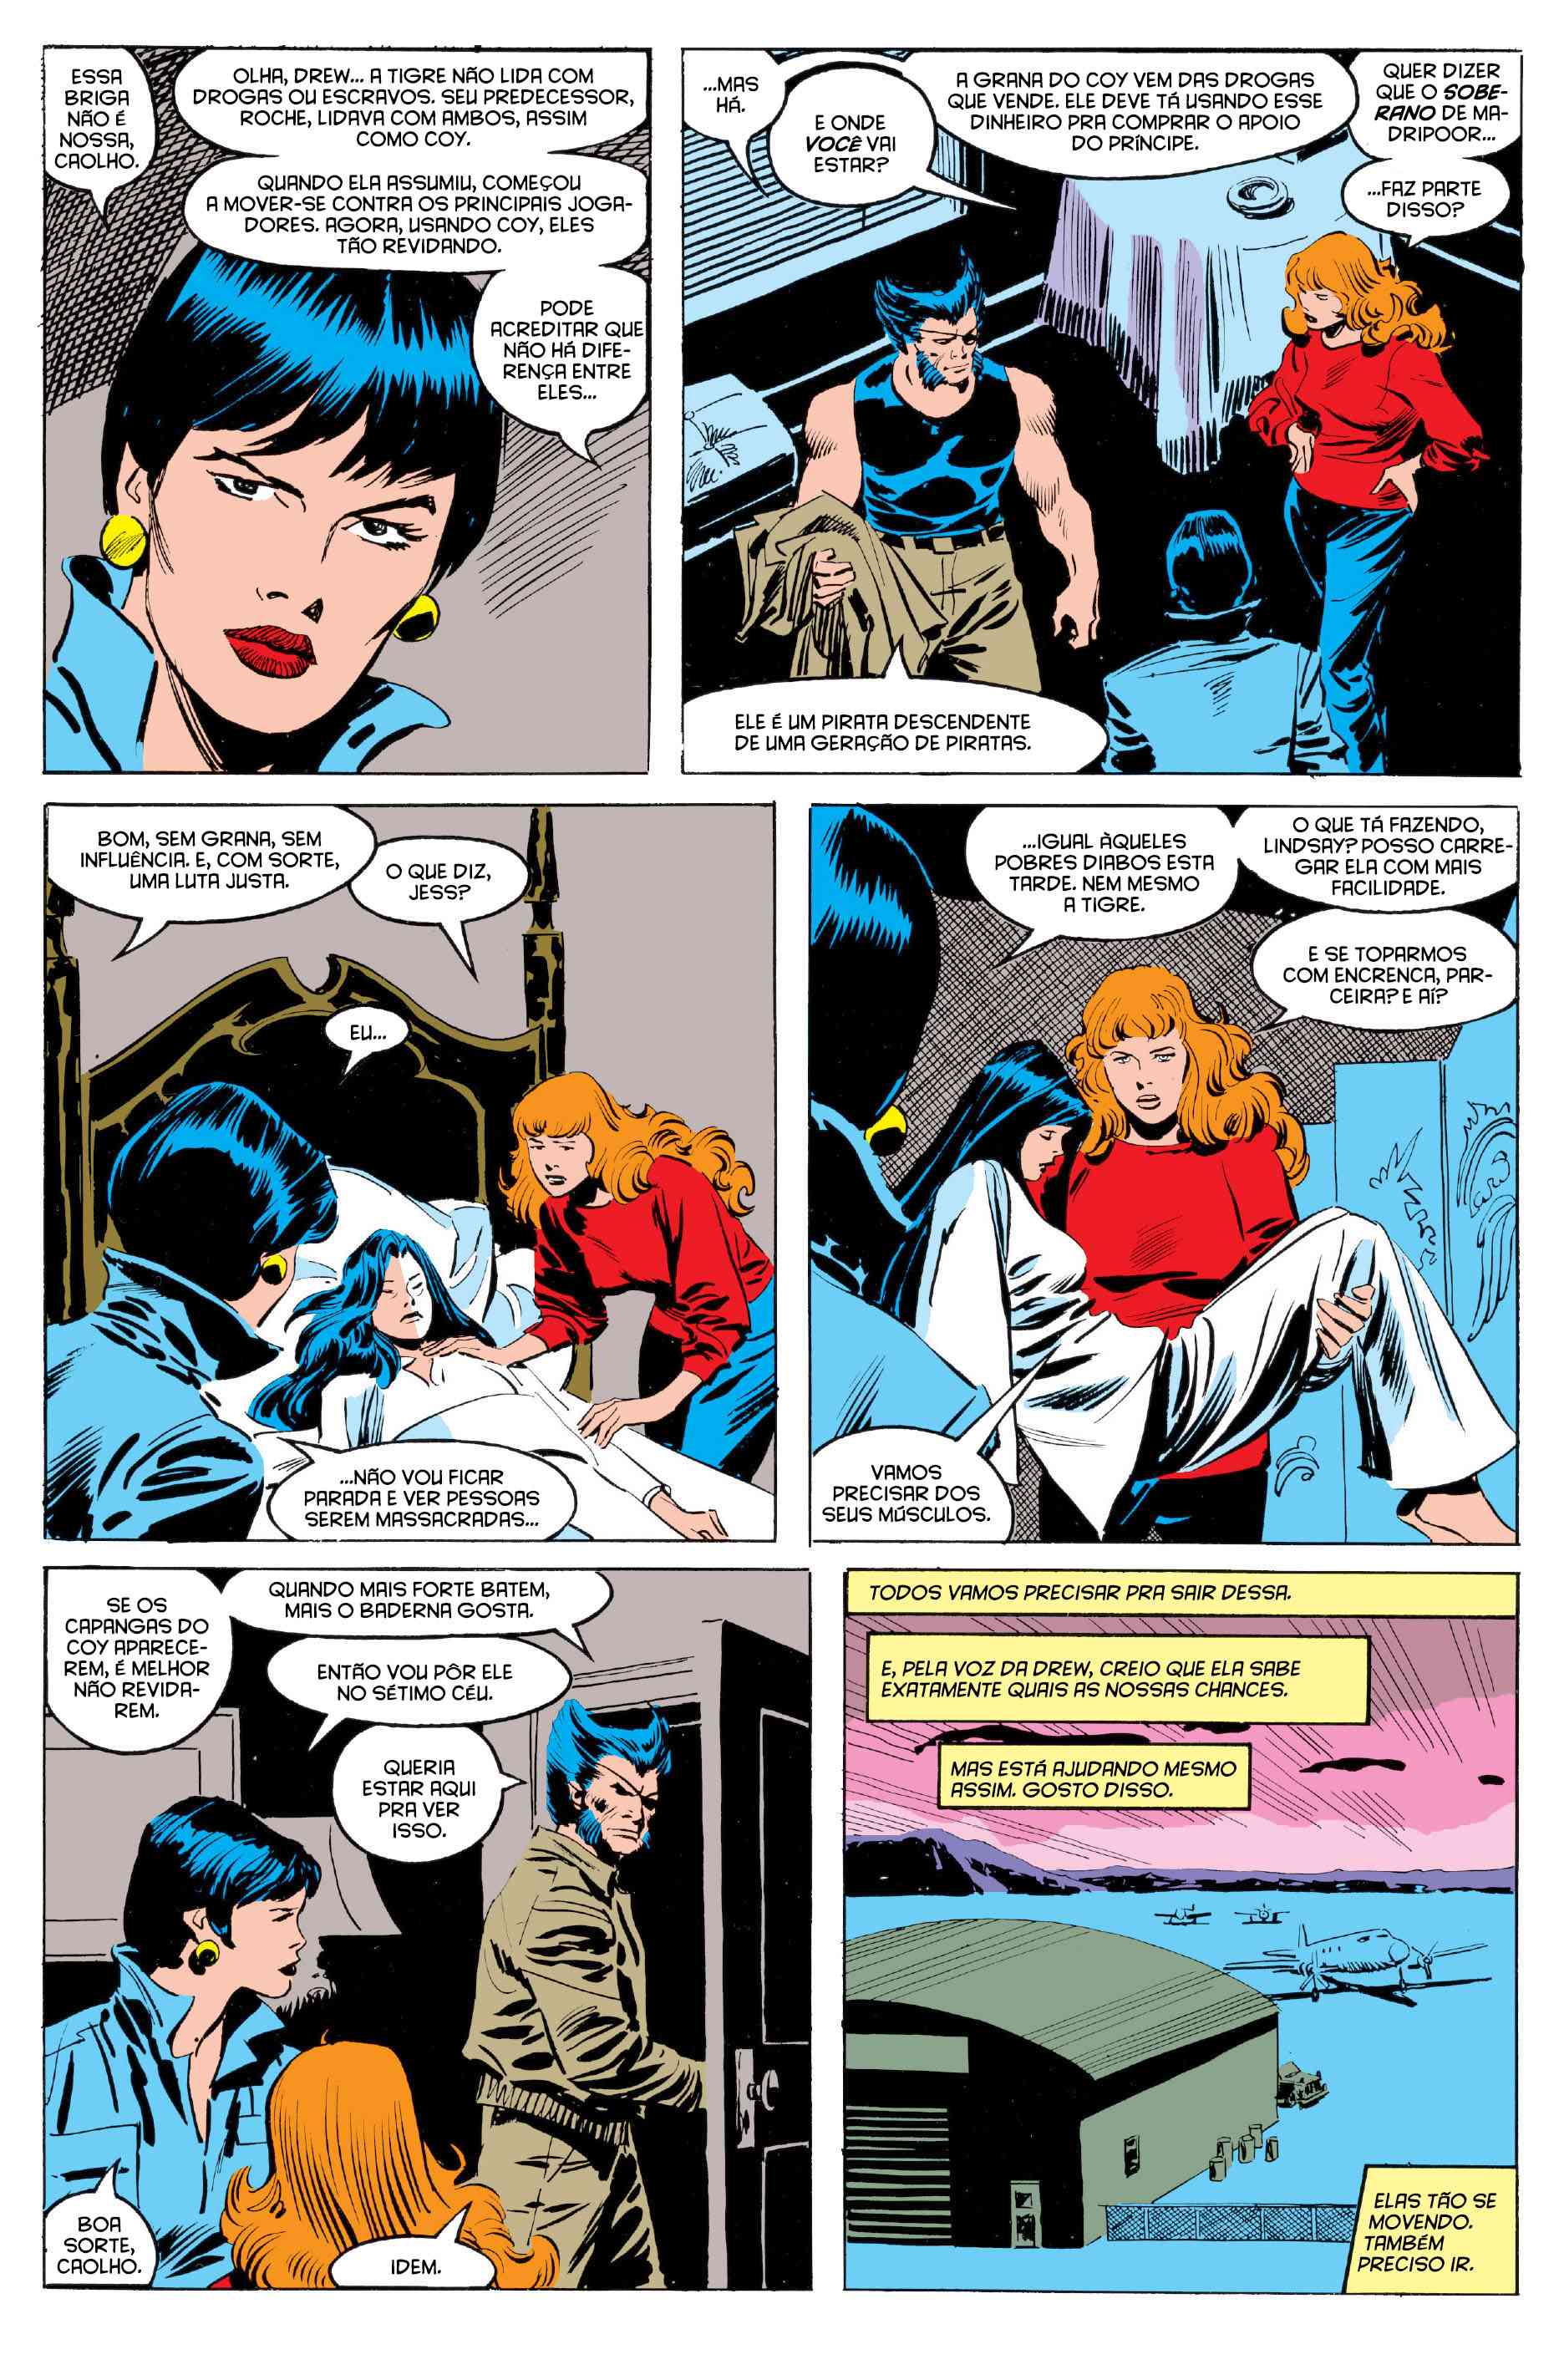 ESSA
BRIGA
NÃO É
NOSSA,
CAOLHO.
OLHA, DREW... A TIGRE NÃO LIDA COM
DROGAS OU ESCRAVOS. SEU PREDECESSOR,
ROCHE, LIDAVA COM AMBOS, ASSIM
COMO COY.
QUANDO ELA ASSUMIU, COMEÇOU
A MOVER-SE CONTRA OS PRINCIPAIS JOGA-
DORES. AGORA, USANDO COY, ELES
TÃO REVIDANDO.
PODE
ACREDITAR QUE
NÃO HÁ DIFE-
RENÇA ENTRE
ELES...
...MAS
HÁ.
E ONDE
VOCÊ VAI
ESTAR?
A GRANA DO COY VEM DAS DROGAS
QUE VENDE. ELE DEVE TÁ USANDO ESSE
DINHEIRO PRA COMPRAR O APOIO
DO PRÍNCIPE.
QUER DIZER
QUE O SOBE-
RANO DE MA-
DRIPOOR...
...FAZ PARTE
DISSO?
ELE É UM PIRATA DESCENDENTE
DE UMA GERAÇÃO DE PIRATAS.
BOM, SEM GRANA, SEM
INFLUÊNCIA. E, COM SORTE,
UMA LUTA JUSTA.
O QUE DIZ,
JESS?
EU...
...NÃO VOU FICAR
PARADA E VER PESSOAS
SEREM MASSACRADAS...
...IGUAL ÀQUELES
POBRES DIABOS ESTA
TARDE. NEM MESMO
A TIGRE.
O QUE TÁ FAZENDO,
LINDSAY? POSSO CARRE-
GAR ELA COM MAIS
FACILIDADE.
E SE TOPARMOS
COM ENCRENCA, PAR-
CEIRA? E AÍ?
VAMOS
PRECISAR DOS
SEUS MÚSCULOS.
SE OS
CAPANGAS DO
COY APARECE-
REM, É MELHOR
NÃO REVIDA-
REM.
QUANDO MAIS FORTE BATEM,
MAIS O BADERNA GOSTA.
ENTÃO VOU PÔR ELE
NO SÉTIMO CÉU.
QUERIA
ESTAR AQUI
PRA VER
ISSO.
BOA
SORTE,
CAOLHO.
IDEM.
TODOS VAMOS PRECISAR PRA SAIR DESSA.
E, PELA VOZ DA DREW, CREIO QUE ELA SABE
EXATAMENTE QUAIS AS NOSSAS CHANCES.
MAS ESTÁ AJUDANDO MESMO
ASSIM. GOSTO DISSO.
ELAS TÃO SE
MOVENDO.
TAMBÉM
PRECISO IR.